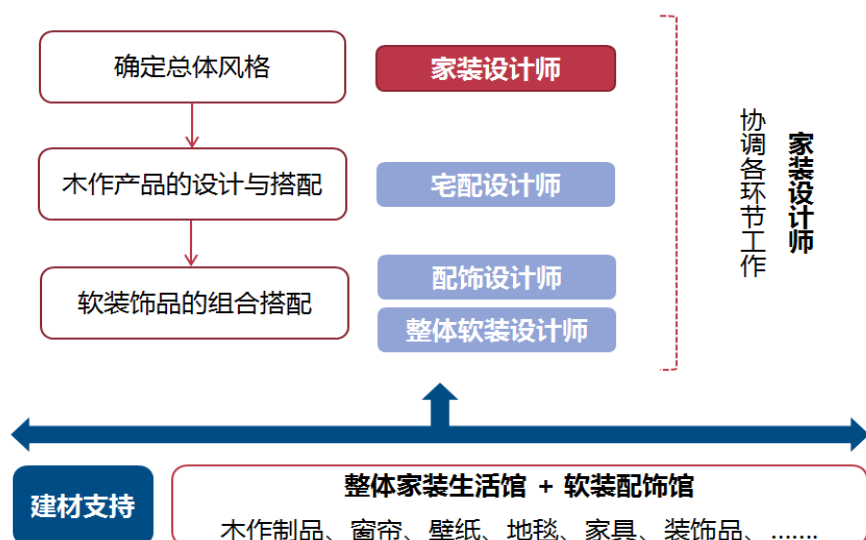 确定总体风格
家装设计师
木作产品的设计与搭配
宅配设计师
软装饰品的组合搭配
配饰设计师
整体软装设计师
家装设计师
协调各环节工作
建材支持
整体家装生活馆 + 软装配饰馆
木作制品、窗帘、壁纸、地毯、家具、装饰品、.......